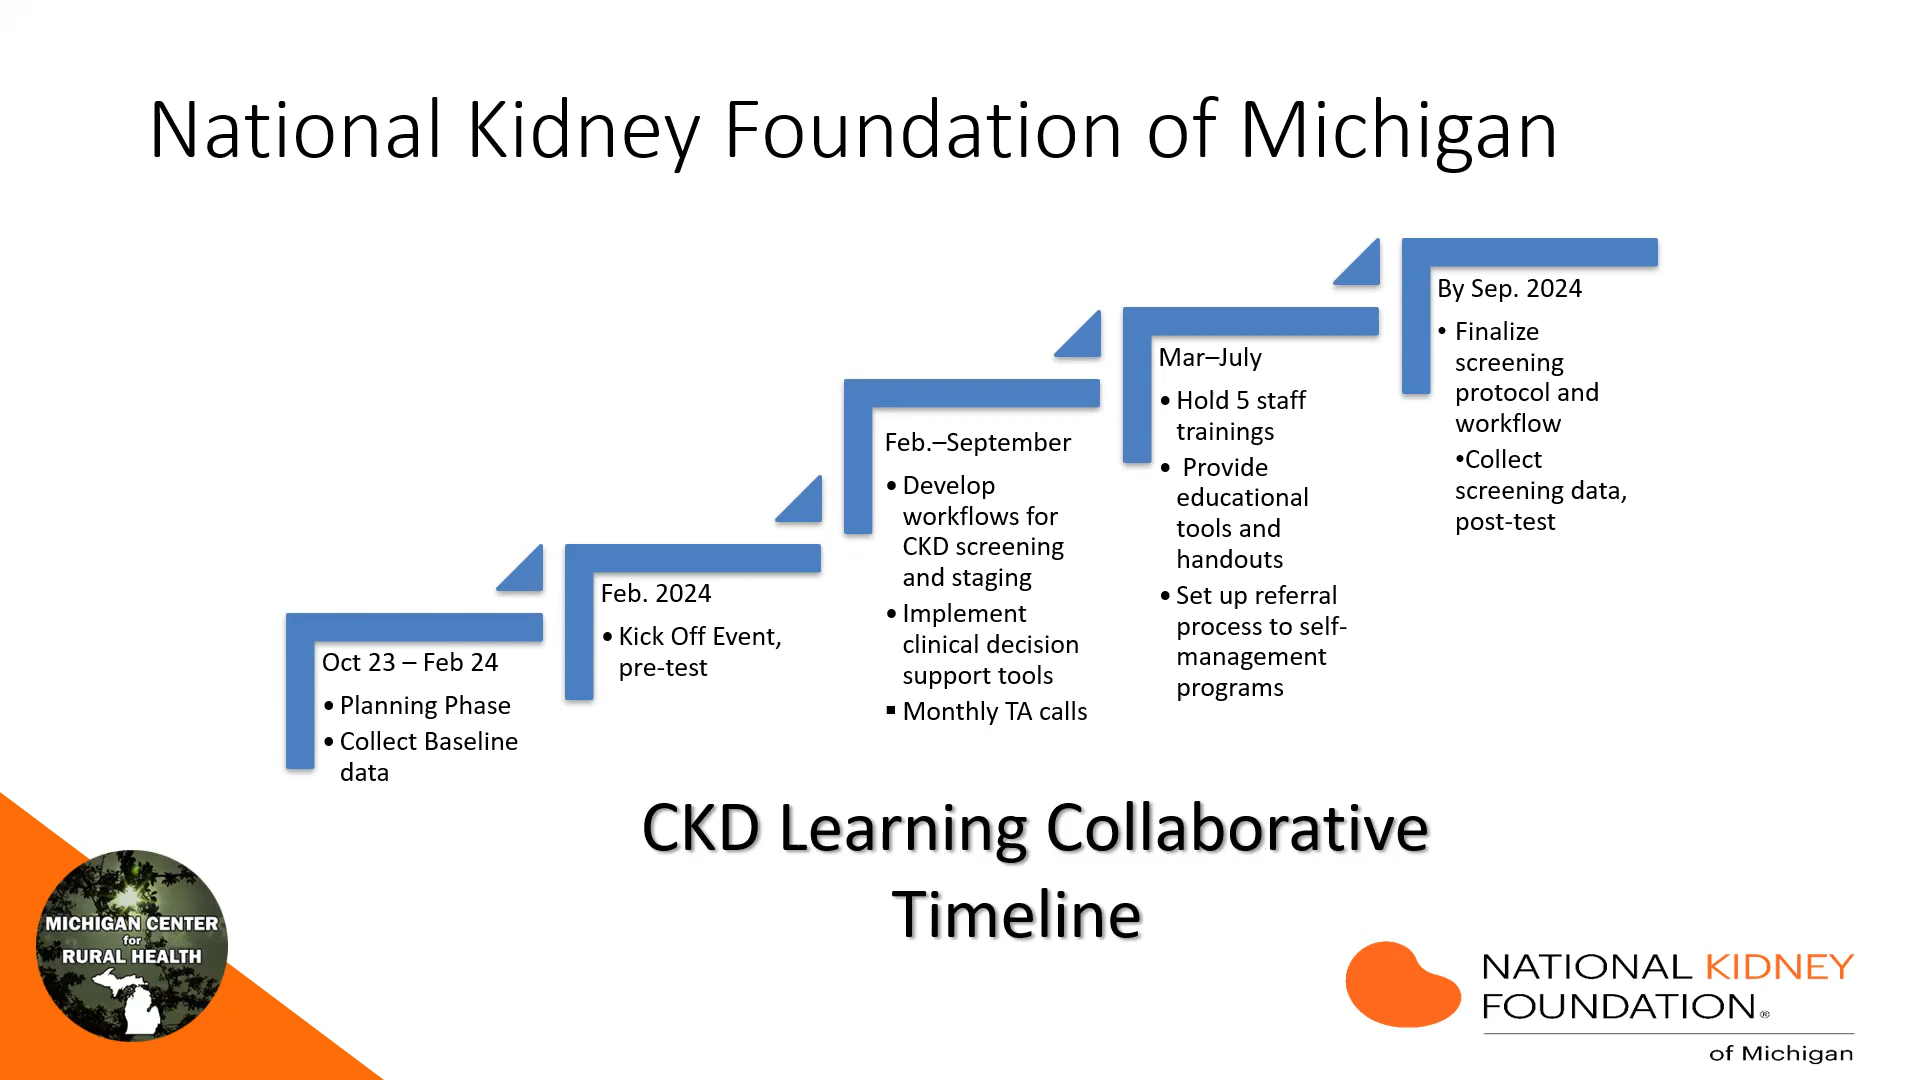 National Kidney Foundation of Michigan
Oct 23 – Feb 24
• Planning Phase
• Collect Baseline
data
Feb. 2024
• Kick Off Event,
pre-test
Feb.–September
• Develop
workflows for
CKD screening
and staging
• Implement
clinical decision
support tools
▪ Monthly TA calls
Mar–July
• Hold 5 staff
trainings
• Provide
educational
tools and
handouts
• Set up referral
process to self-
management
programs
By Sep. 2024
• Finalize
screening
protocol and
workflow
•Collect
screening data,
post-test
CKD Learning Collaborative
Timeline
MICHIGAN CENTER
for
RURAL HEALTH
NATIONAL KIDNEY
FOUNDATION®
of Michigan